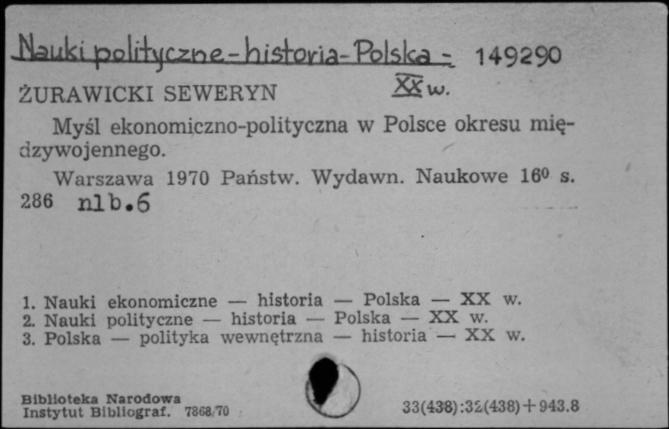 Nauki polityczne - historia - Polska - 149290
XX w.
ŻURAWICKI SEWERYN
Myśl ekonomiczno-polityczna w Polsce okresu mię-
dzywojennego.
Warszawa 1970 Państw. Wydawn. Naukowe 16⁰ s.
286 nlb.6
1. Nauki ekonomiczne — historia — Polska — XX w.
2. Nauki polityczne — historia — Polska — XX w.
3. Polska — polityka wewnętrzna — historia — XX w.
Biblioteka Narodowa
Instytut Bibliograf. 7868/70 33(438):32(438)+943.8